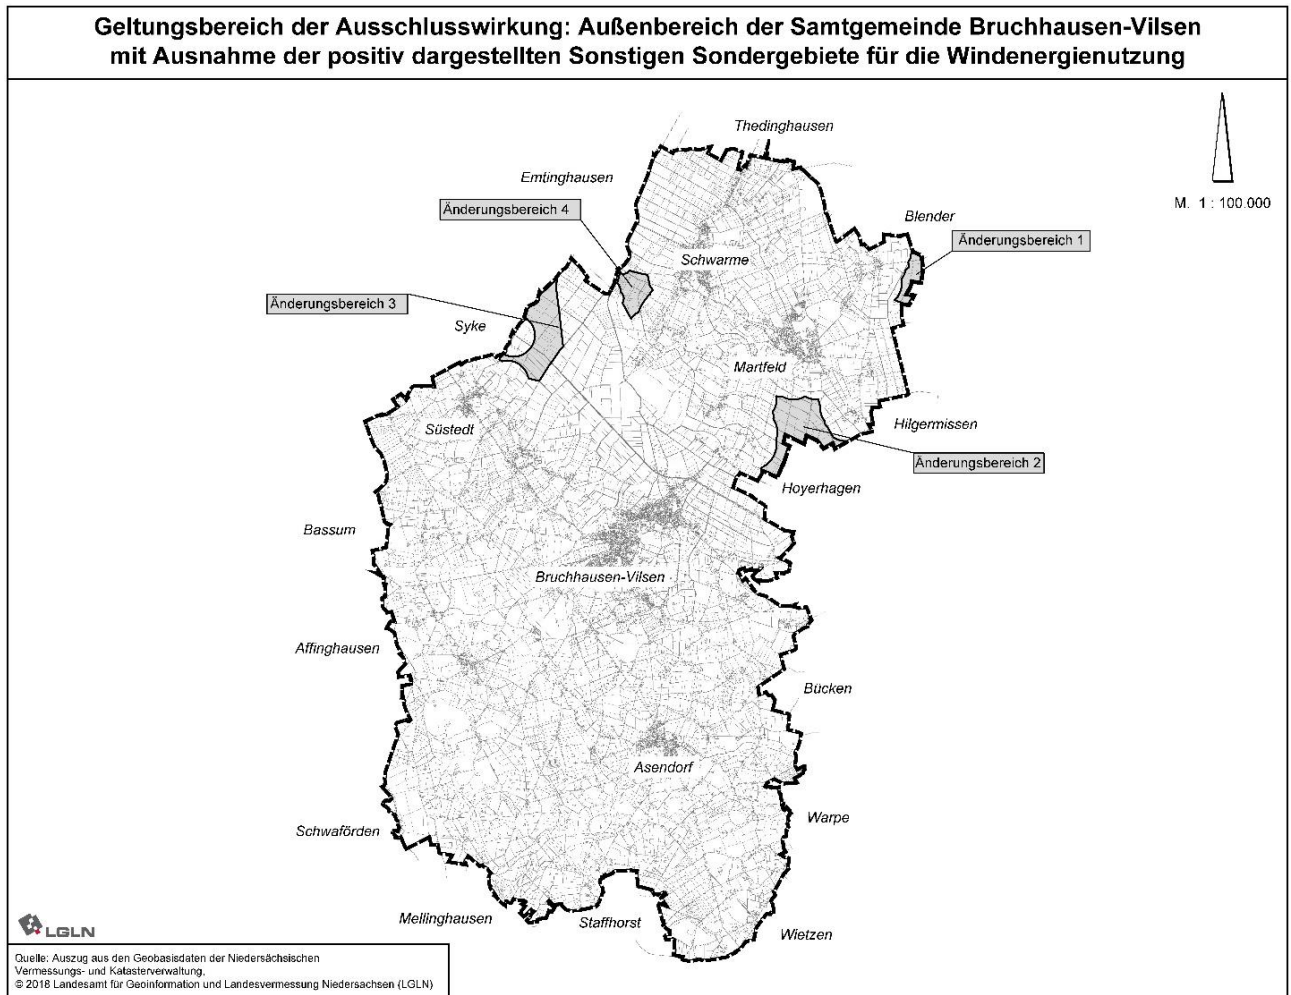 Geltungsbereich der Ausschlusswirkung: Außenbereich der Samtgemeinde Bruchhausen-Vilsen
mit Ausnahme der positiv dargestellten Sonstigen Sondergebiete für die Windenergienutzung
Thedinghausen
Emtinghausen
M. 1 : 100.000
Änderungsbereich 4
Blender
Änderungsbereich 1
Schwarme
Änderungsbereich 3
Syke
Martfeld
Hilgermissen
Süstedt
Änderungsbereich 2
Hoyerhagen
Bassum
Bruchhausen-Vilsen
Affinghausen
Bücken
Asendorf
Warpe
Schwaförden
Mellinghausen
Staffhorst
Wietzen
LGLN
Quelle: Auszug aus den Geobasisdaten der Niedersächsischen
Vermessungs- und Katasterverwaltung,
© 2018 Landesamt für Geoinformation und Landesvermessung Niedersachsen (LGLN)